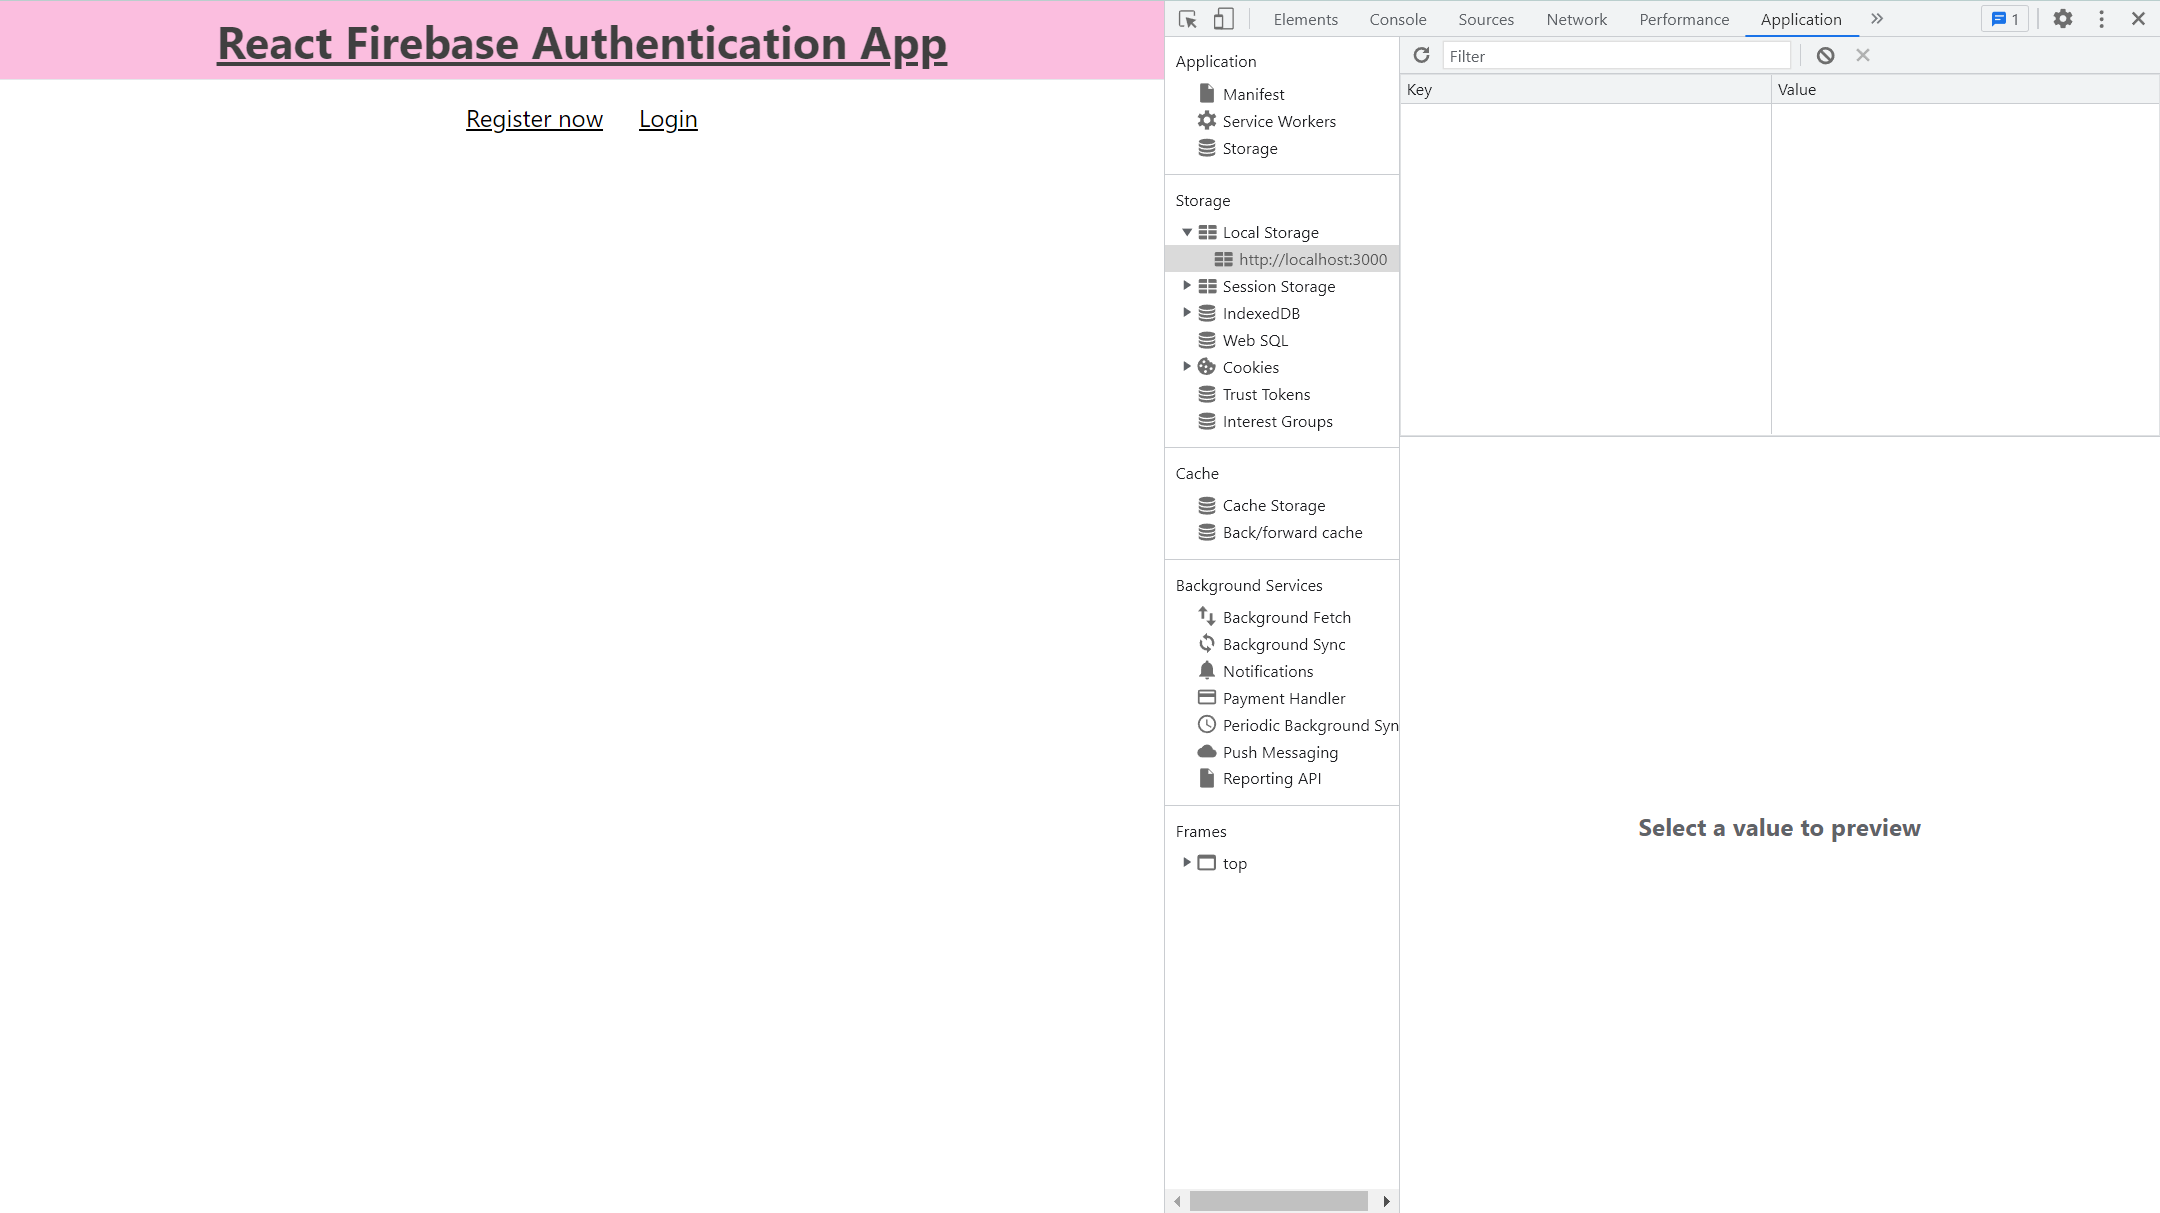 React Firebase Authentication App
Register now Login
Elements Console Sources Network Performance Application 1
Application
Manifest
Service Workers
Storage
Storage
Local Storage
http://localhost:3000
Session Storage
IndexedDB
Web SQL
Cookies
Trust Tokens
Interest Groups
Cache
Cache Storage
Back/forward cache
Background Services
Background Fetch
Background Sync
Notifications
Payment Handler
Periodic Background Syn
Push Messaging
Reporting API
Frames
top
Filter
Key Value
Select a value to preview